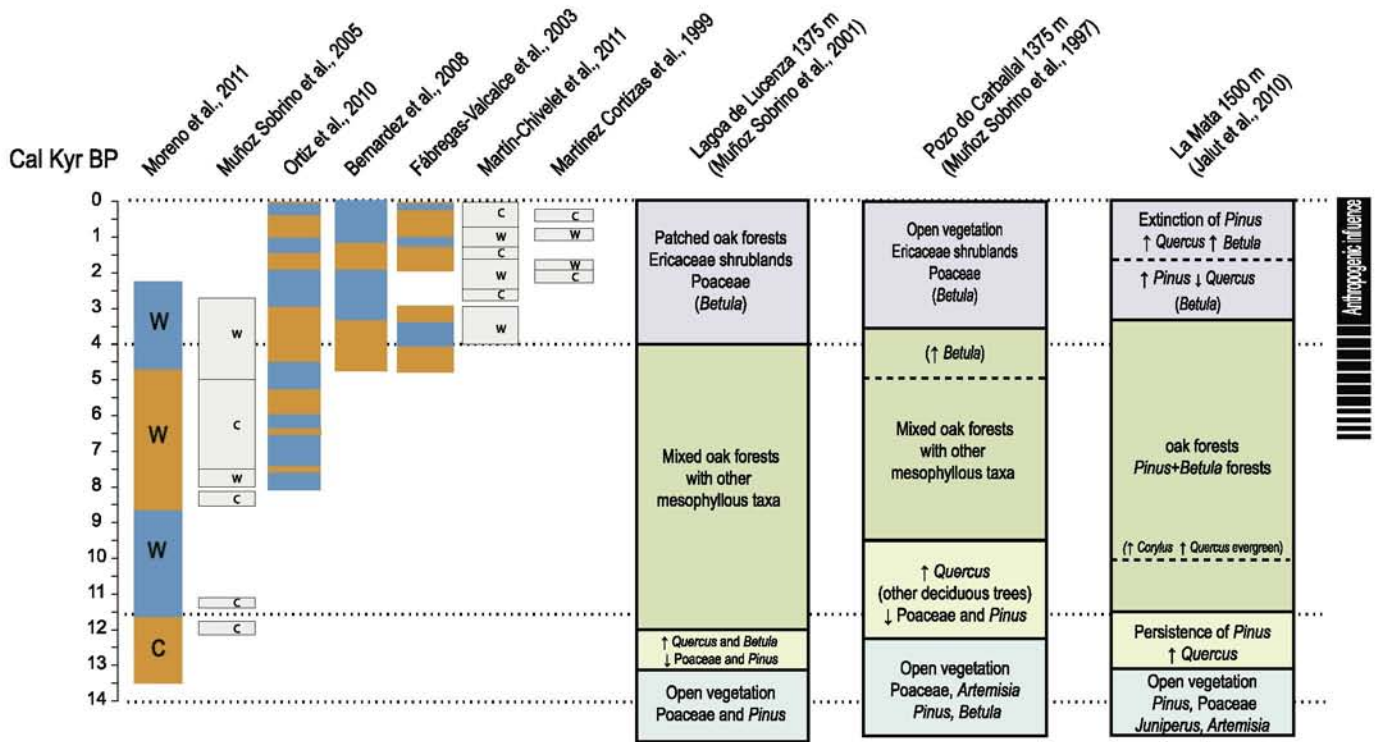 Cal Kyr BP
Moreno et al., 2011
Muñoz Sobrino et al., 2005
Ortiz et al., 2010
Bernardez et al., 2008
Fábregas-Valcalce et al., 2003
Martín-Chivelet et al., 2011
Martínez Cortizas et al., 1999
Lagoa de Lucenza 1375 m
(Muñoz Sobrino et al., 2001)
Pozo do Carballal 1375 m
(Muñoz Sobrino et al., 1997)
La Mata 1500 m
(Jalut et al., 2010)
0
1
2
3
4
5
6
7
8
9
10
11
12
13
14
W
W
W
C
W
C
W
C
C
C
C
W
C
W
C
W
C
W
W
C
Patched oak forests
Ericaceae shrublands
Poaceae
(Betula)
Mixed oak forests
with other
mesophyllous taxa
↑ Quercus and Betula
↓ Poaceae and Pinus
Open vegetation
Poaceae and Pinus
Open vegetation
Ericaceae shrublands
Poaceae
(Betula)
(↑ Betula)
Mixed oak forests
with other
mesophyllous taxa
↑ Quercus
(other deciduous trees)
↓ Poaceae and Pinus
Open vegetation
Poaceae, Artemisia
Pinus, Betula
Extinction of Pinus
↑ Quercus ↑ Betula
↑ Pinus ↓ Quercus
(Betula)
oak forests
Pinus+Betula forests
(↑ Corylus ↑ Quercus evergreen)
Persistence of Pinus
↑ Quercus
Open vegetation
Pinus, Poaceae
Juniperus, Artemisia
Anthropogenic influence